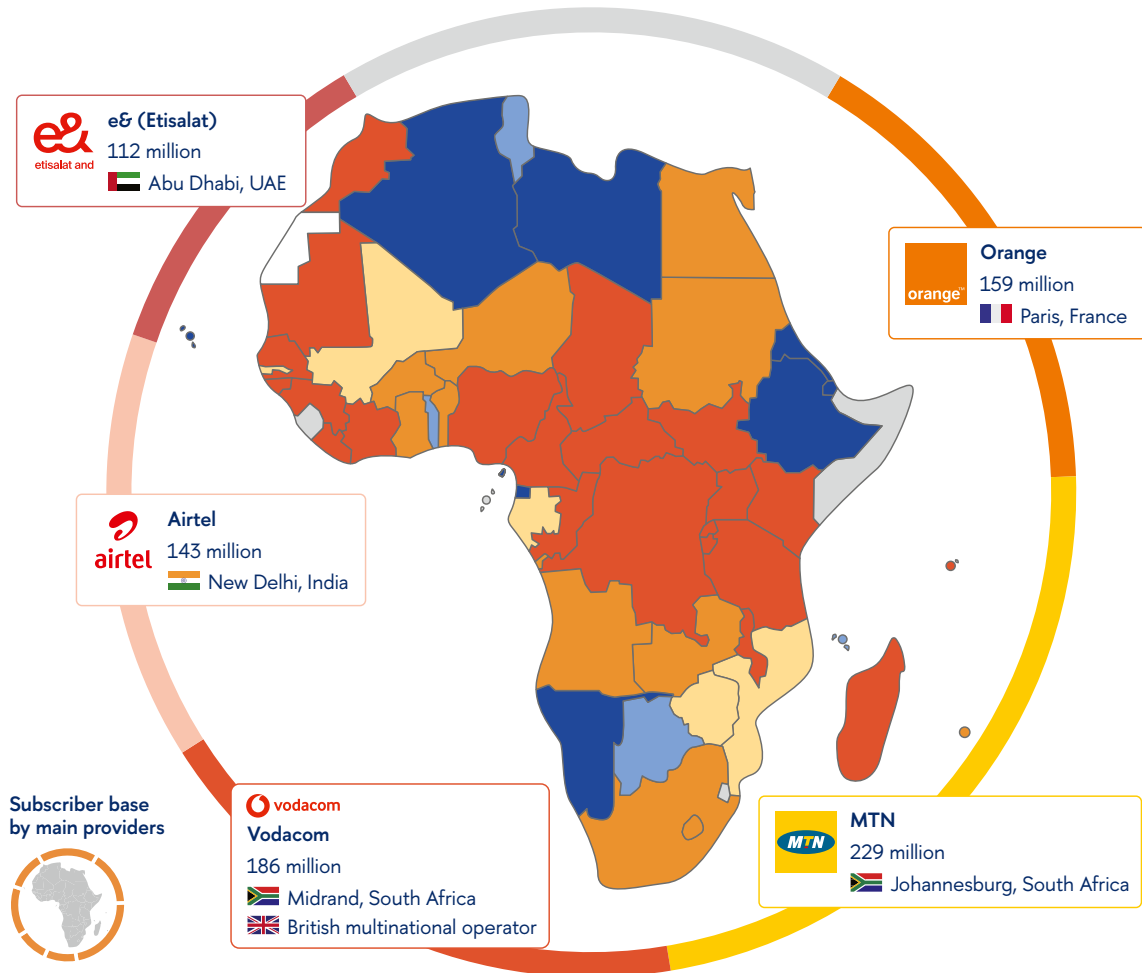 e&
etisalat and
e& (Etisalat)
112 million
Abu Dhabi, UAE
orange™
Orange
159 million
Paris, France
airtel
Airtel
143 million
New Delhi, India
vodacom
Vodacom
186 million
Midrand, South Africa
British multinational operator
MTN
MTN
229 million
Johannesburg, South Africa
Subscriber base
by main providers